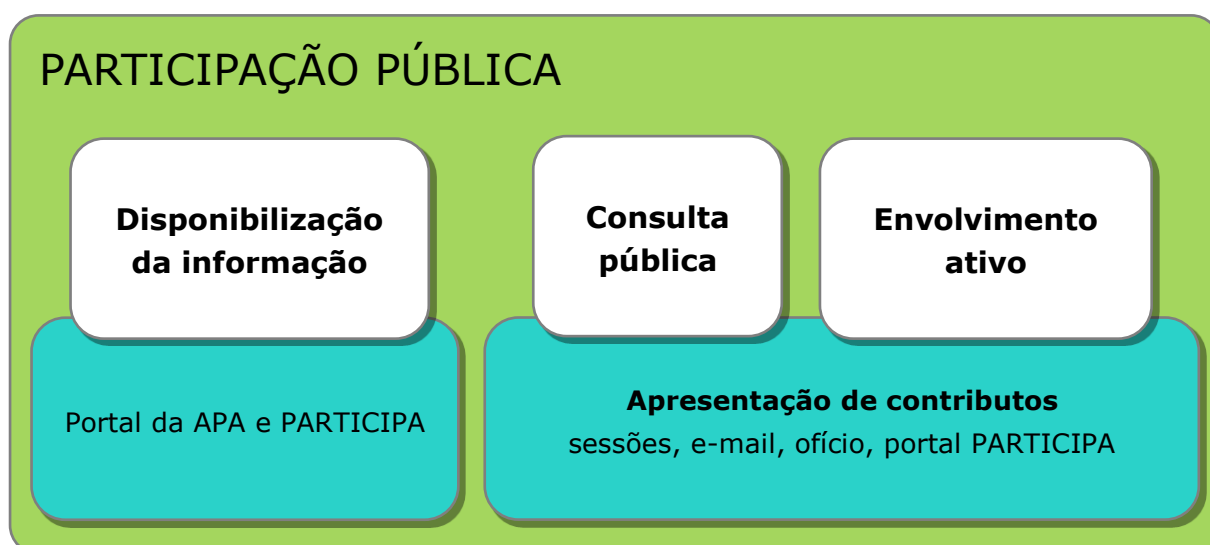 PARTICIPAÇÃO PÚBLICA
Disponibilização
da informação
Portal da APA e PARTICIPA
Consulta
pública
Envolvimento
ativo
Apresentação de contributos
sessões, e-mail, ofício, portal PARTICIPA